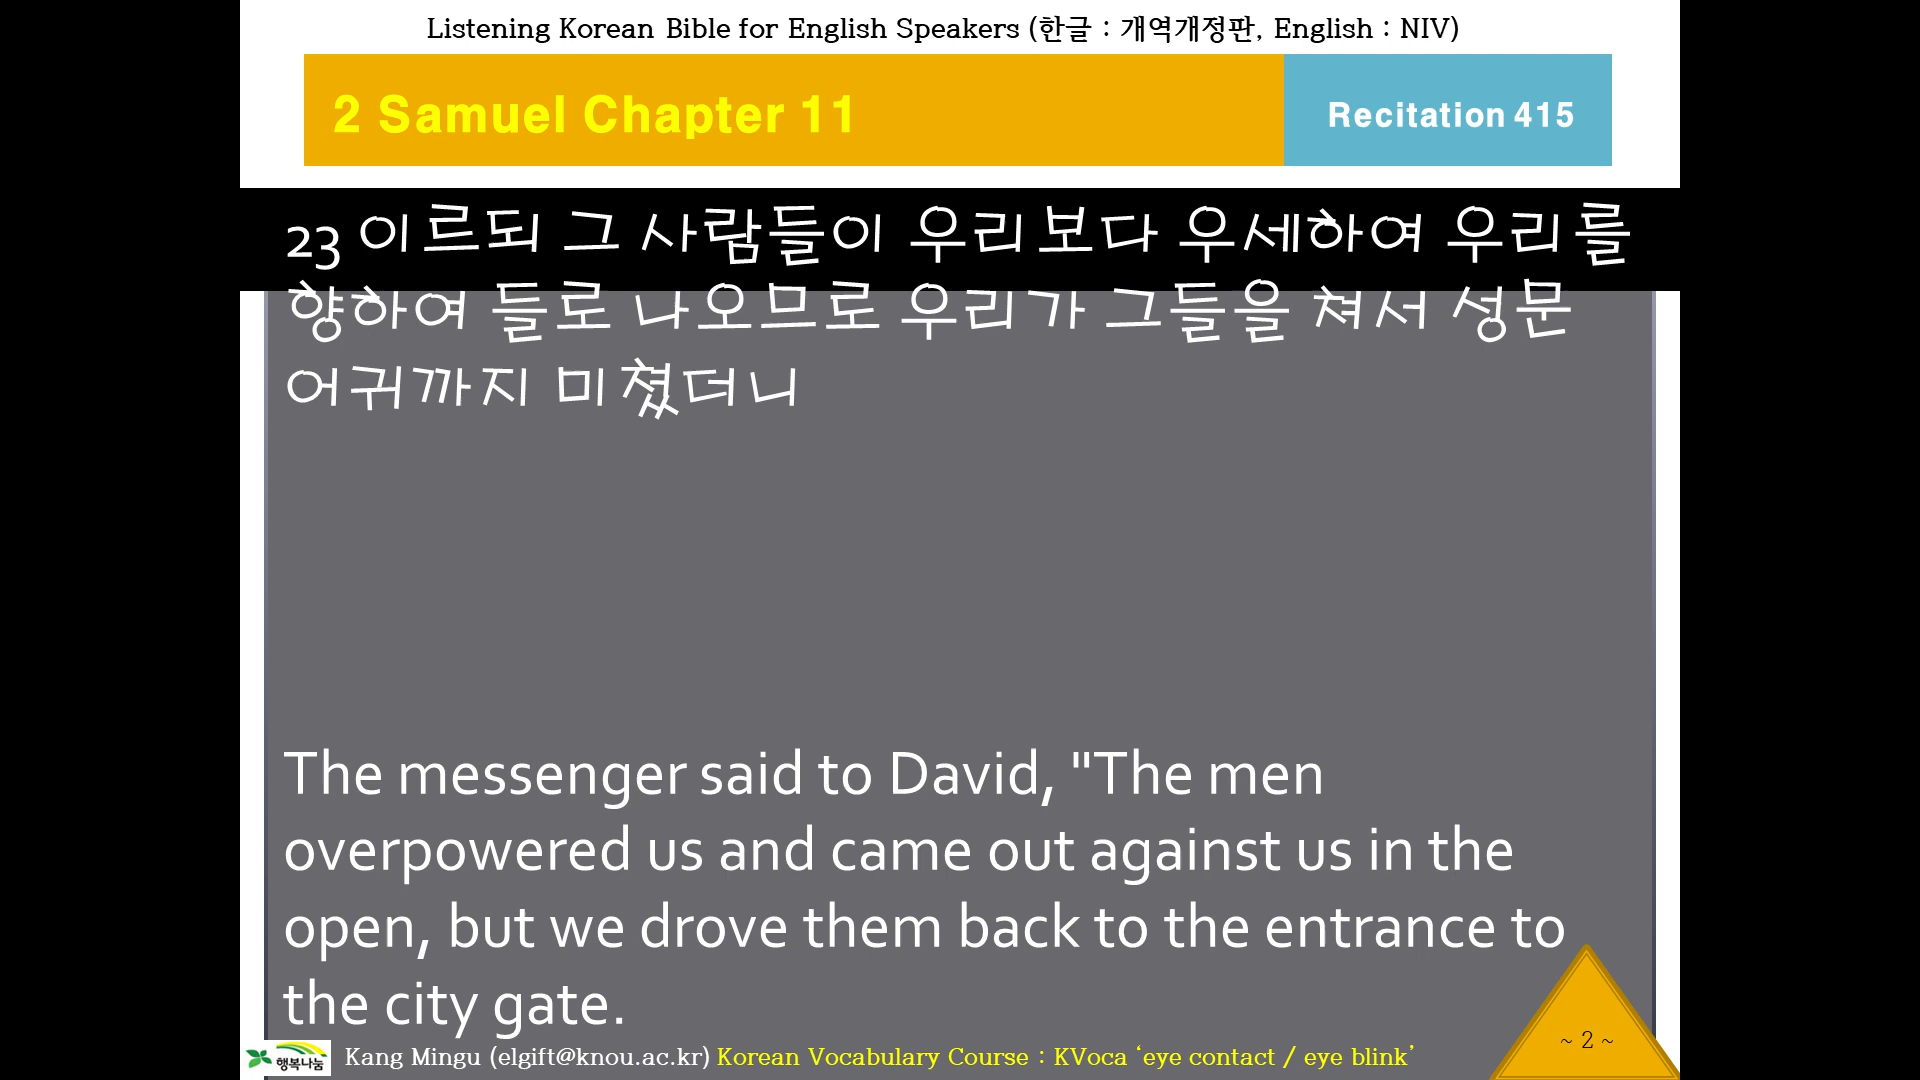 Listening Korean Bible for English Speakers (한글 : 개역개정판, English : NIV)
2 Samuel Chapter 11
Recitation 415
23 이르되 그 사람들이 우리보다 우세하여 우리를
향하여 들로 나오므로 우리가 그들을 쳐서 성문
어귀까지 미쳤더니
The messenger said to David, "The men
overpowered us and came out against us in the
open, but we drove them back to the entrance to
the city gate.
행복나눔
Kang Mingu (elgift@knou.ac.kr) Korean Vocabulary Course : KVoca ‘eye contact / eye blink’
~ 2 ~